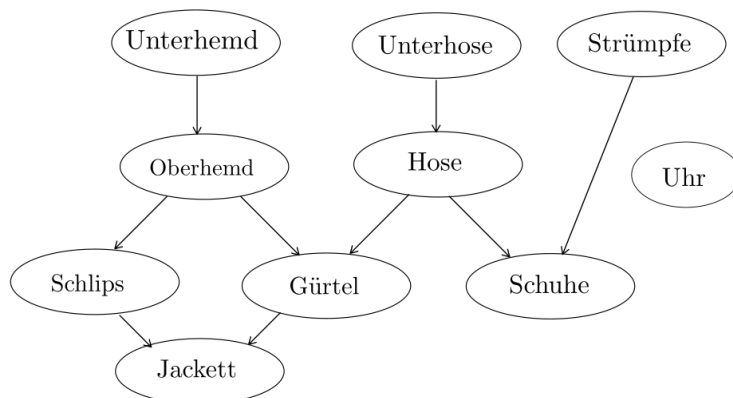 Unterhemd
Unterhose
Strümpfe
Oberhemd
Hose
Uhr
Schlips
Gürtel
Schuhe
Jackett